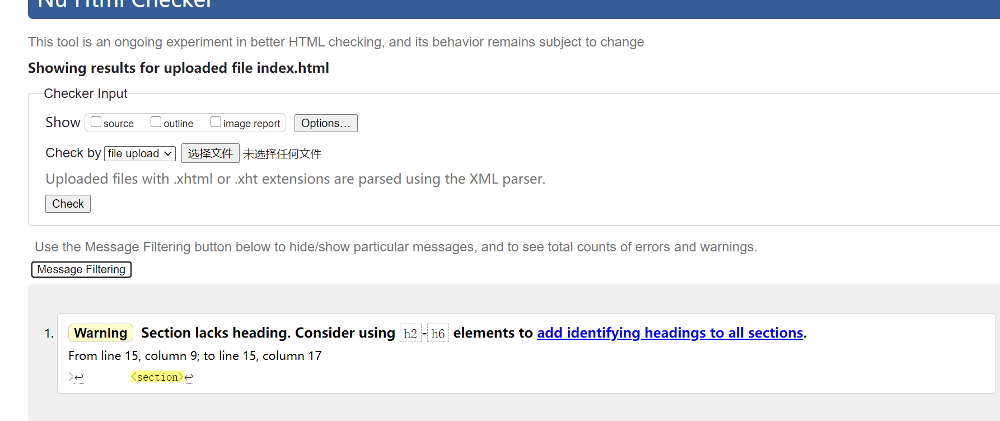 Nu Html Checker
This tool is an ongoing experiment in better HTML checking, and its behavior remains subject to change
Showing results for uploaded file index.html
Checker Input
Show source outline image report Options...
Check by file upload 选择文件 未选择任何文件
Uploaded files with .xhtml or .xht extensions are parsed using the XML parser.
Check
Use the Message Filtering button below to hide/show particular messages, and to see total counts of errors and warnings.
Message Filtering
1. Warning Section lacks heading. Consider using h2-h6 elements to add identifying headings to all sections.
From line 15, column 9; to line 15, column 17
>↩ <section>↩